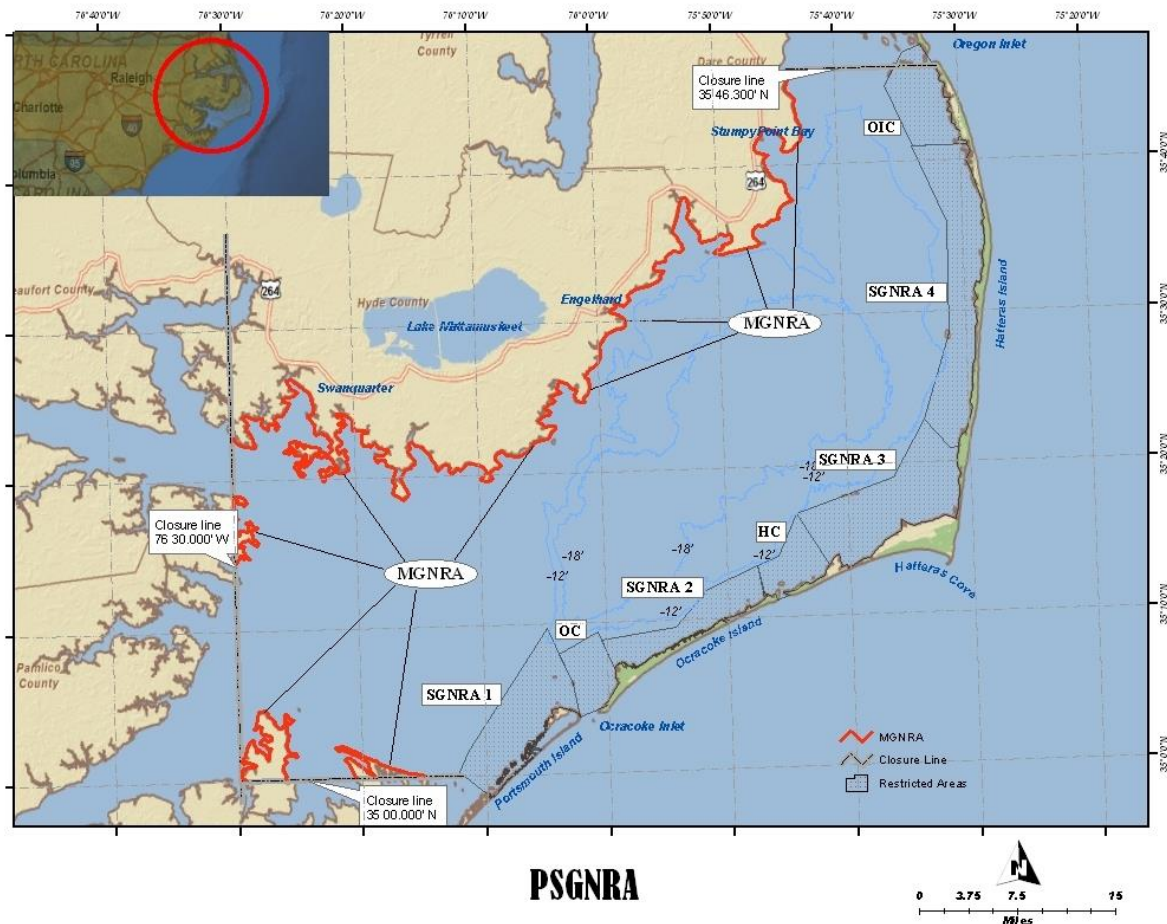 76°40'0"W 76°30'0"W 76°20'0"W 76°10'0"W 76°0'0"W 75°50'0"W 75°40'0"W 75°30'0"W 75°20'0"W
Tyrrell
County
Oregon Inlet
RTH CAROLINA
Raleigh
Charlotte
40
95
olumbia
CAROLINA
Dare County
Closure line
35 46.300' N
Stumpy Point Bay
OIC
35°40'0"N
264
SGNRA 4
264
eaufort County
Hyde County
Engelhard
Lake Mattamuskeet
MGNRA
35°30'0"N
Hatteras Island
Swanquarter
SGNRA 3
-18'
-12'
35°20'0"N
Closure line
76 30.000' W
HC
MGNRA
-18'
-12'
-18'
-12'
SGNRA 2
-12'
Hatteras Cove
35°10'0"N
OC
Ocracoke Island
Pamlico
County
SGNRA 1
Ocracoke Inlet
Portsmouth Island
MGNRA
Closure Line
Restricted Areas
35°0'0"N
Closure line
35 00.000' N
PSGNRA
N
0 3.75 7.5 15
Miles